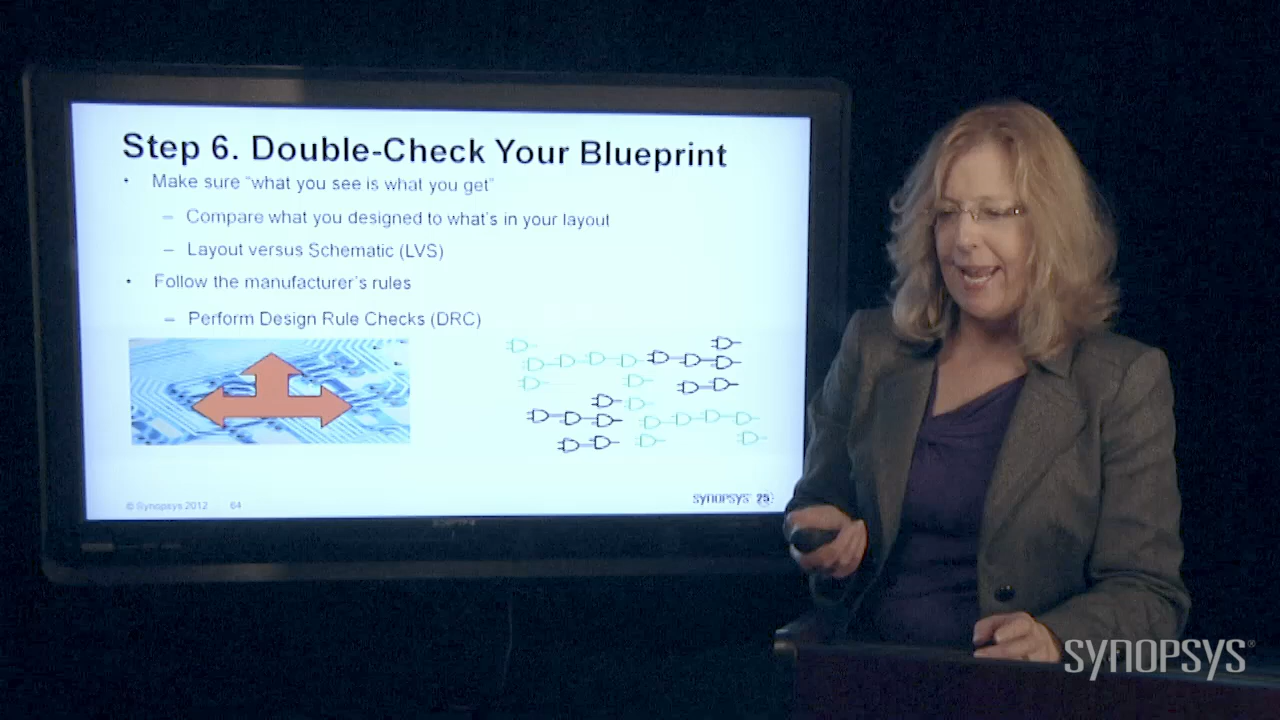 Step 6. Double-Check Your Blueprint
• Make sure "what you see is what you get"
– Compare what you designed to what's in your layout
– Layout versus Schematic (LVS)
• Follow the manufacturer's rules
– Perform Design Rule Checks (DRC)
© Synopsys 2012 64
SYNOPSYS 25
SYNOPSYS®